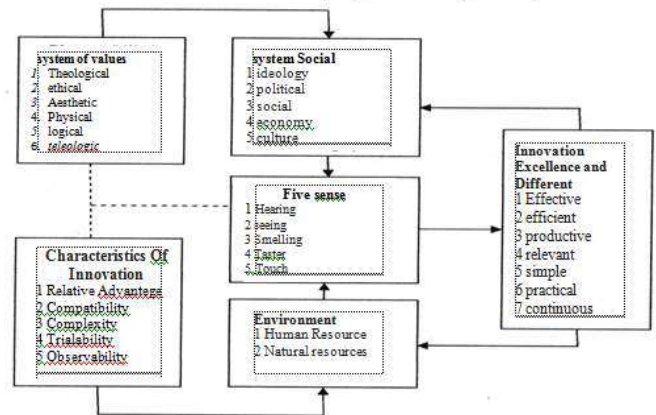 system of values
1 Theological
2 ethical
3 Aesthetic
4 Physical
5 logical
6 teleologic
system Social
1 ideology
2 political
3 social
4 economy
5 culture
Five sense
1 Hearing
2 seeing
3 Smelling
4 Taster
5 Touch
Innovation
Excellence and
Different
1 Effective
2 efficient
3 productive
4 relevant
5 simple
6 practical
7 continuous
Characteristics Of
Innovation
1 Relative Advantage
2 Compatibility
3 Complexity
4 Trialability
5 Observability
Environment
1 Human Resource
2 Natural resources